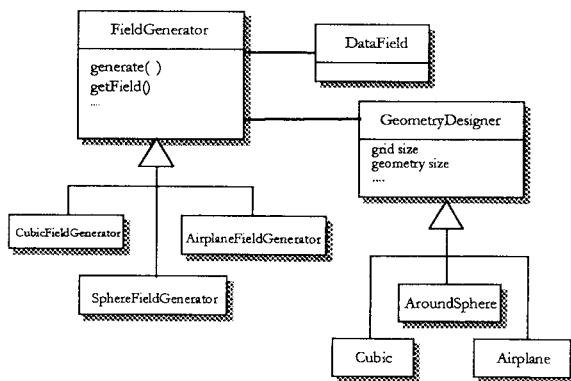 FieldGenerator
generate( )
getField()
....
DataField
GeometryDesigner
grid size
geometry size
....
CubicFieldGenerator
AirplaneFieldGenerator
SphereFieldGenerator
AroundSphere
Cubic
Airplane